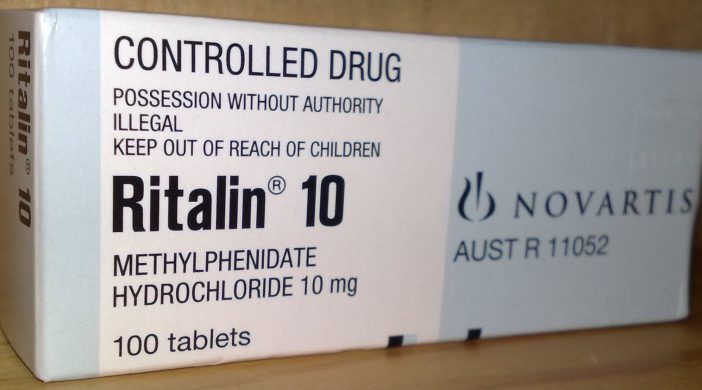 Ritalin® 10
100 tablets
CONTROLLED DRUG
POSSESSION WITHOUT AUTHORITY
ILLEGAL
KEEP OUT OF REACH OF CHILDREN
Ritalin® 10
METHYLPHENIDATE
HYDROCHLORIDE 10 mg
100 tablets
NOVARTIS
AUST R 11052